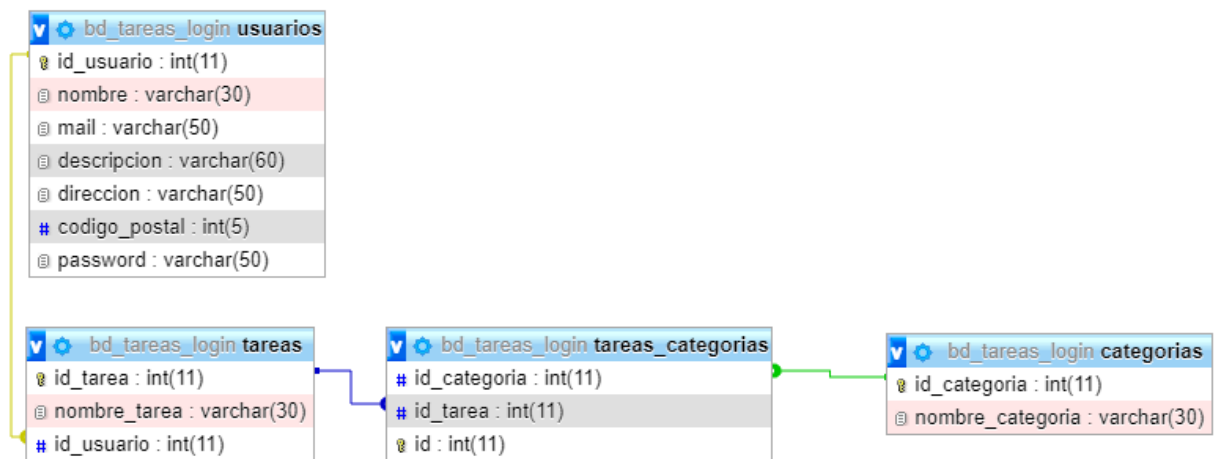 v bd_tareas_login usuarios
id_usuario : int(11)
nombre : varchar(30)
mail : varchar(50)
descripcion : varchar(60)
direccion : varchar(50)
# codigo_postal : int(5)
password : varchar(50)
v bd_tareas_login tareas
id_tarea : int(11)
nombre_tarea : varchar(30)
# id_usuario : int(11)
v bd_tareas_login tareas_categorias
# id_categoria : int(11)
# id_tarea : int(11)
id : int(11)
v bd_tareas_login categorias
id_categoria : int(11)
nombre_categoria : varchar(30)